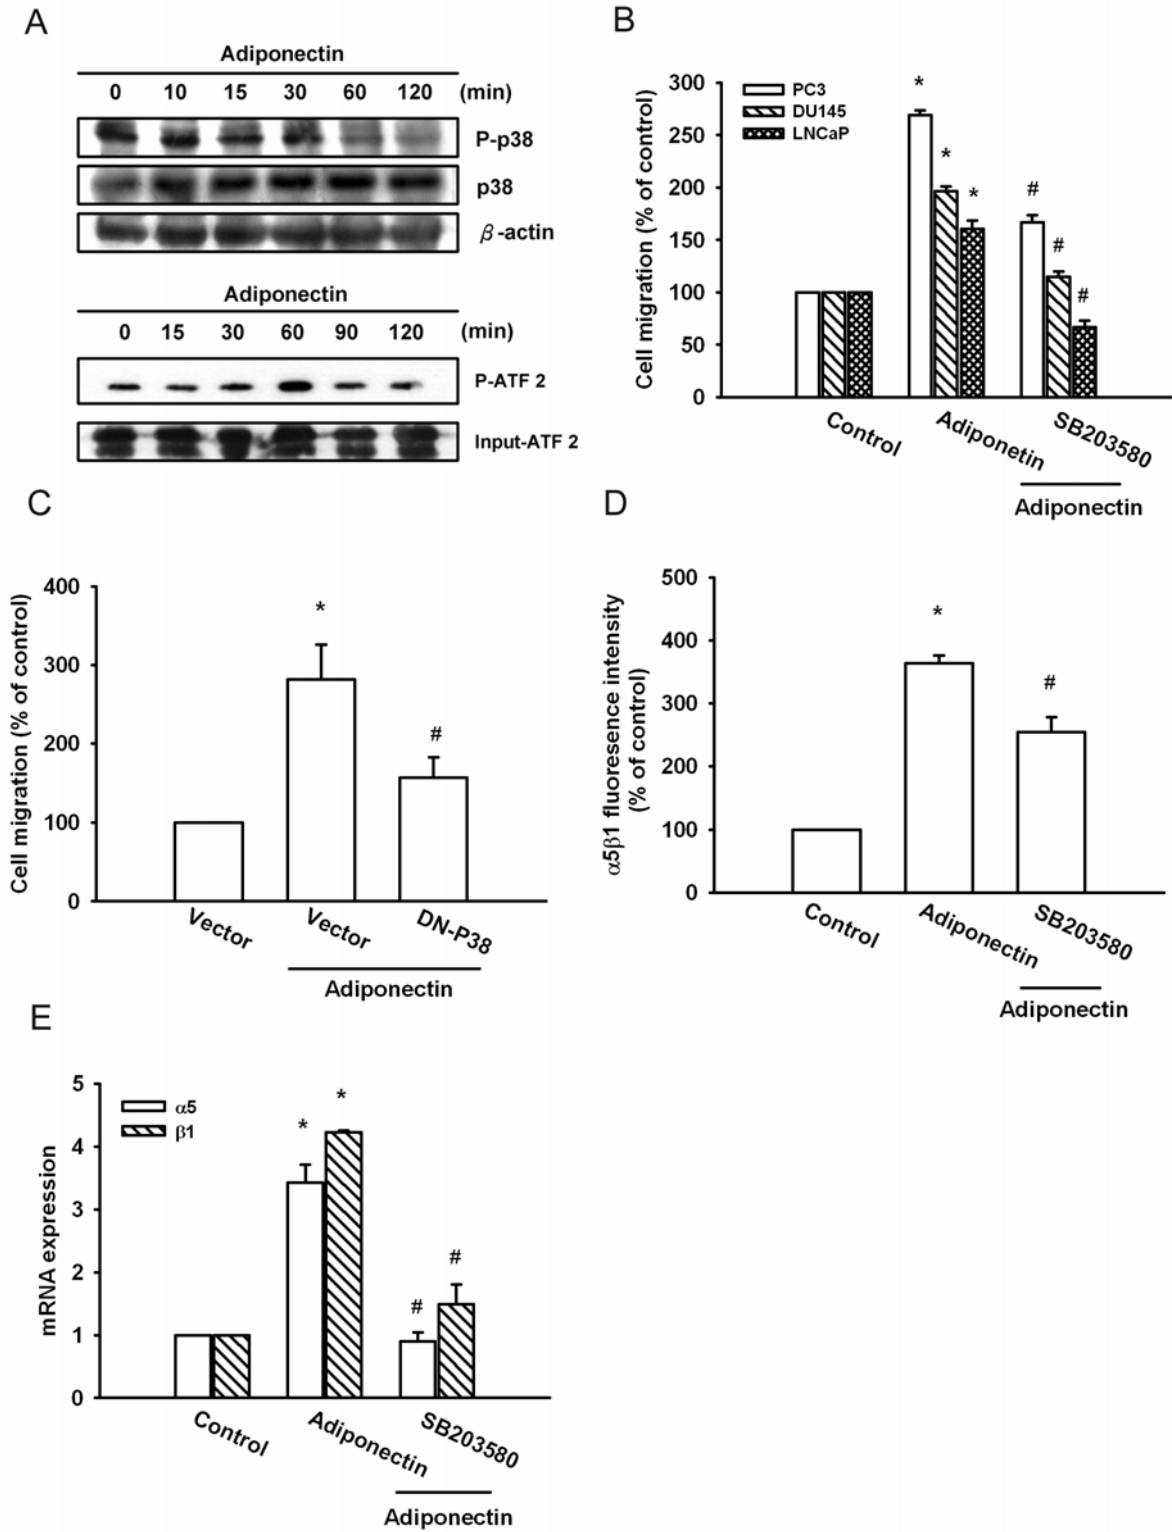 A
Adiponectin
0 10 15 30 60 120 (min)
P-p38
p38
β-actin
Adiponectin
0 15 30 60 90 120 (min)
P-ATF 2
Input-ATF 2
B
Cell migration (% of control)
300
250
200
150
100
50
0
PC3
DU145
LNCaP
*
*
*
#
#
#
Control
Adiponetin
SB203580
Adiponectin
C
Cell migration (% of control)
400
300
200
100
0
*
#
Vector
Vector
DN-P38
Adiponectin
D
α5β1 fluoresence intensity
(% of control)
500
400
300
200
100
0
*
#
Control
Adiponectin
SB203580
Adiponectin
E
mRNA expression
5
4
3
2
1
0
α5
β1
*
*
#
#
Control
Adiponectin
SB203580
Adiponectin